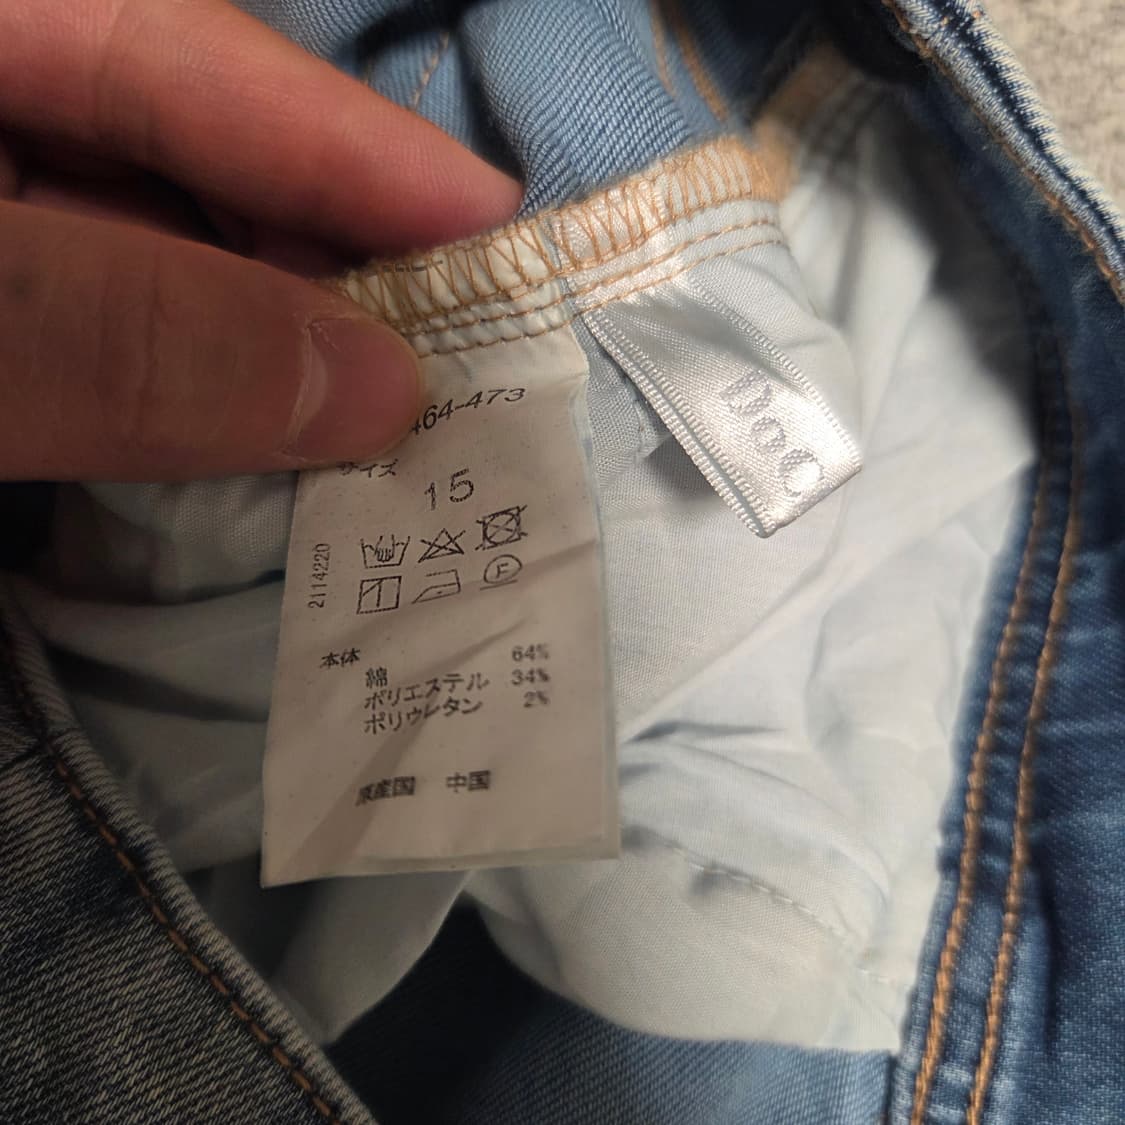 464-473
サイズ
15
2114220
F
本体
綿 64%
ポリエステル 34%
ポリウレタン 2%
原産国 中国
DoC